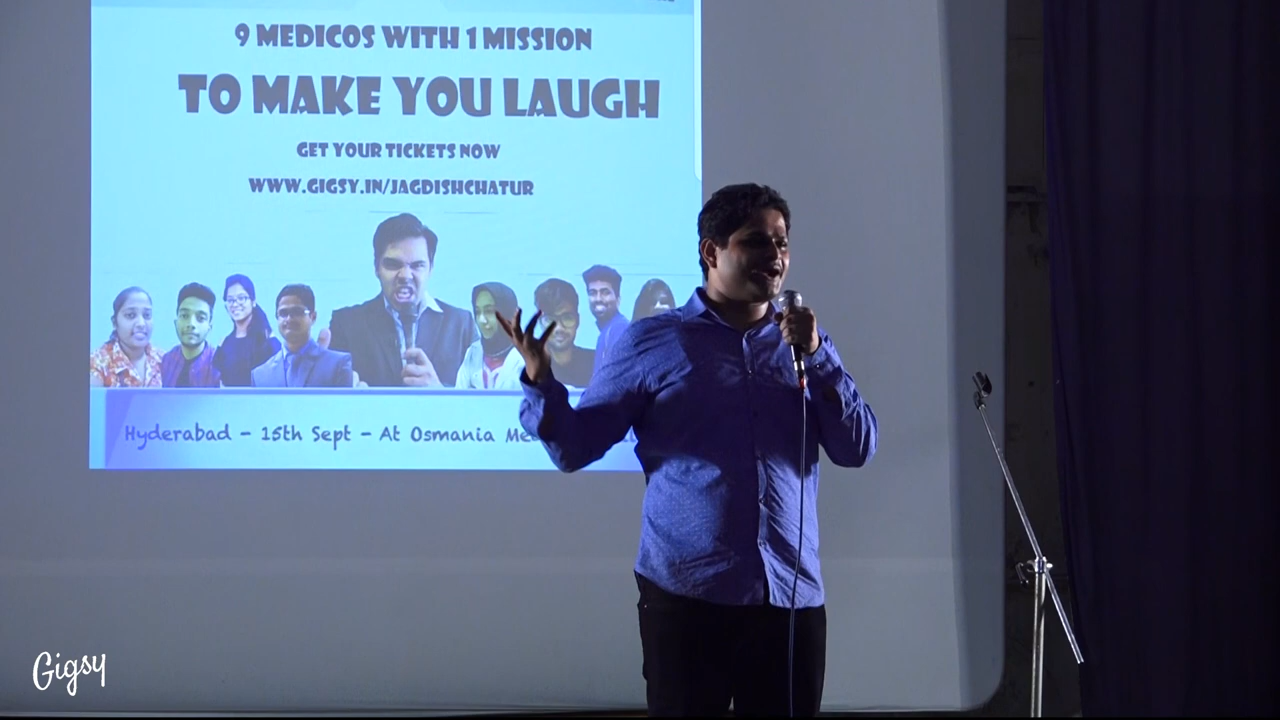 9 MEDICOS WITH 1 MISSION
TO MAKE YOU LAUGH
GET YOUR TICKETS NOW
WWW.GIGSY.IN/JAGDISHCHATUR
Hyderabad - 15th Sept - At Osmania
Gigsy